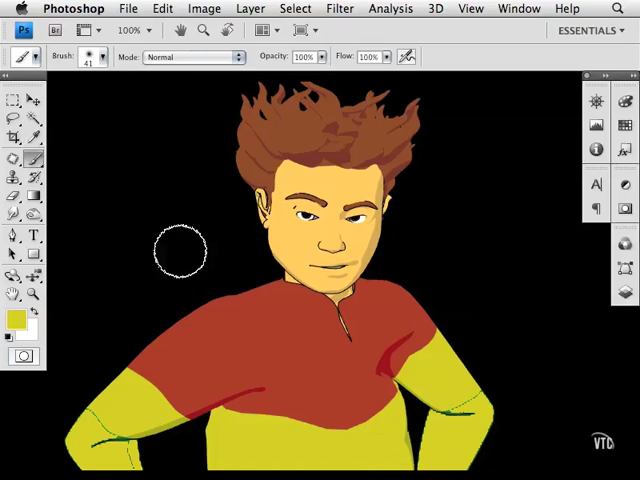 Photoshop File Edit Image Layer Select Filter Analysis 3D View Window Help
Ps Br 100% ESSENTIALS
Brush: 41 Mode: Normal Opacity: 100% Flow: 100%
T
A
VTC